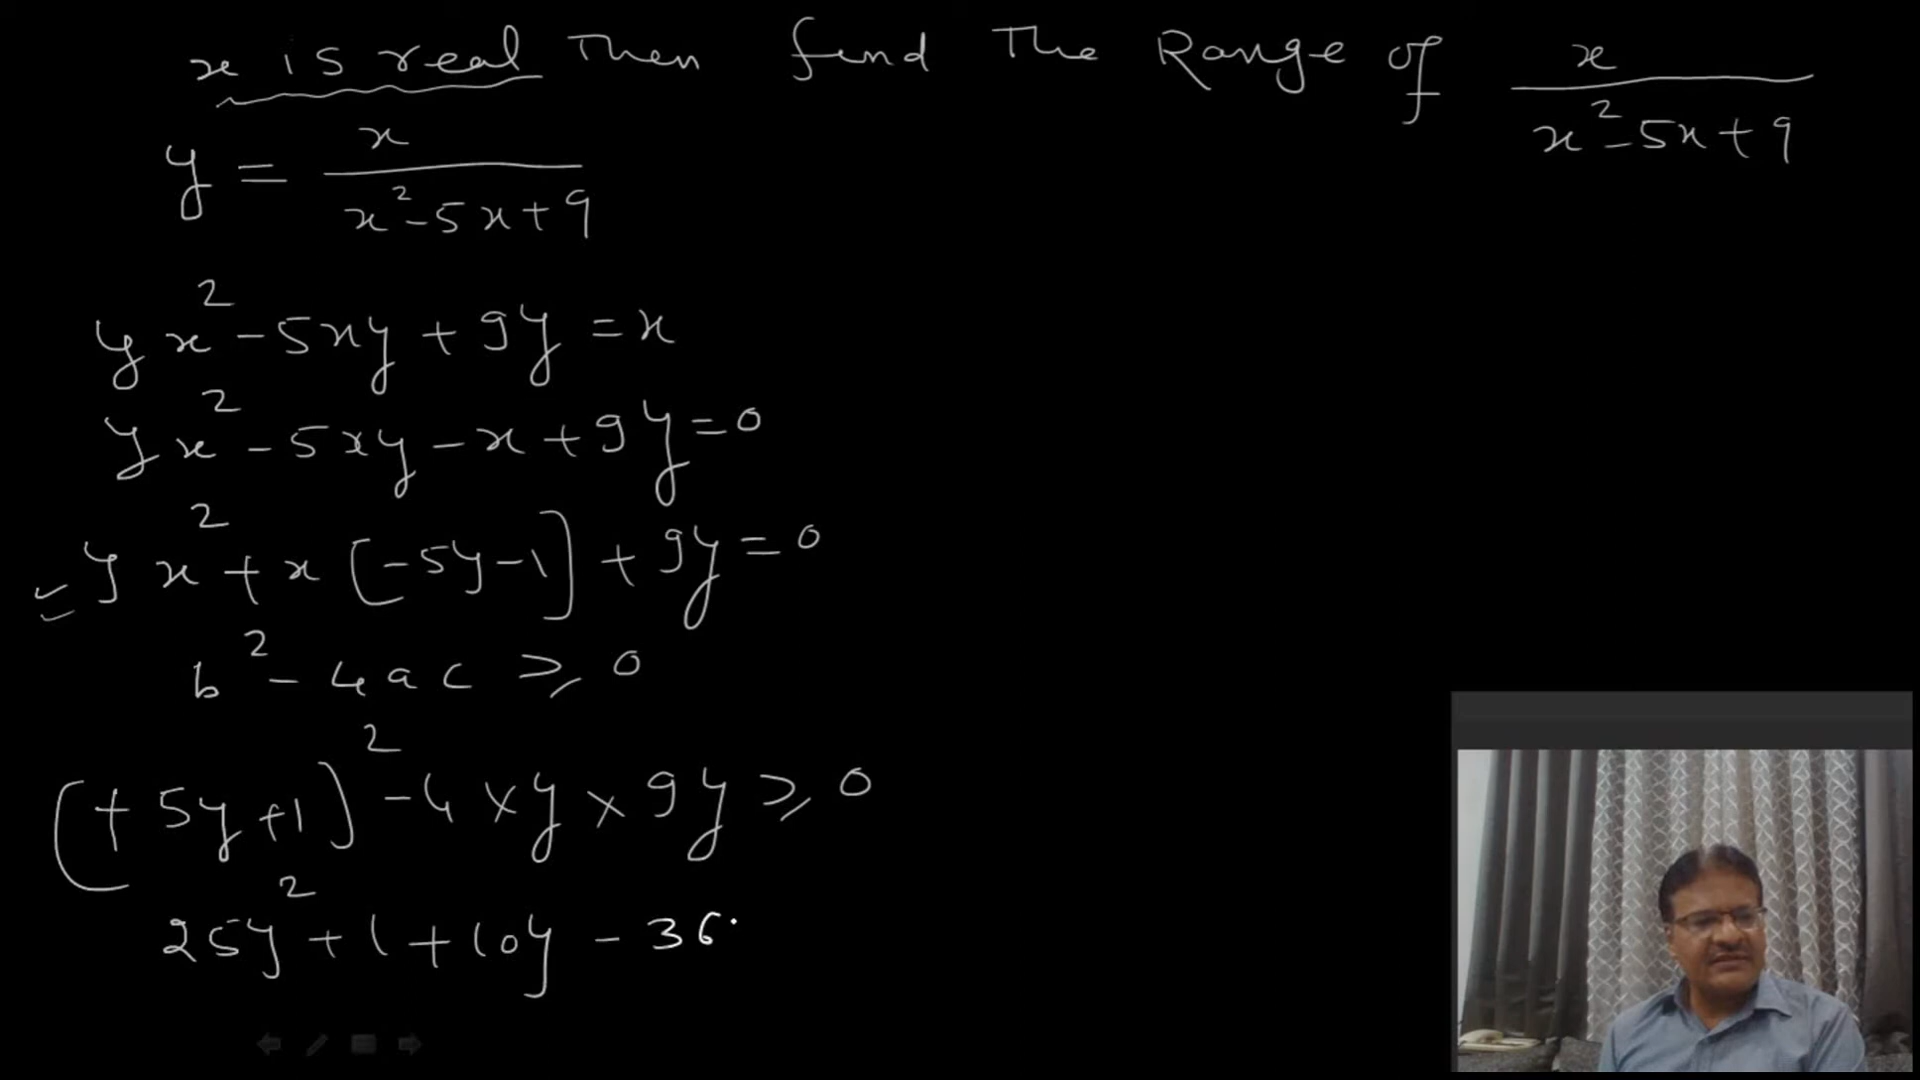 x is real Then find The Range of x / (x² - 5x + 9)
y = x / (x² - 5x + 9)
yx² - 5xy + 9y = x
yx² - 5xy - x + 9y = 0
yx² + x [-5y - 1] + 9y = 0
b² - 4ac ≥ 0
(+5y + 1)² - 4 × y × 9y ≥ 0
25y² + 1 + 10y - 36